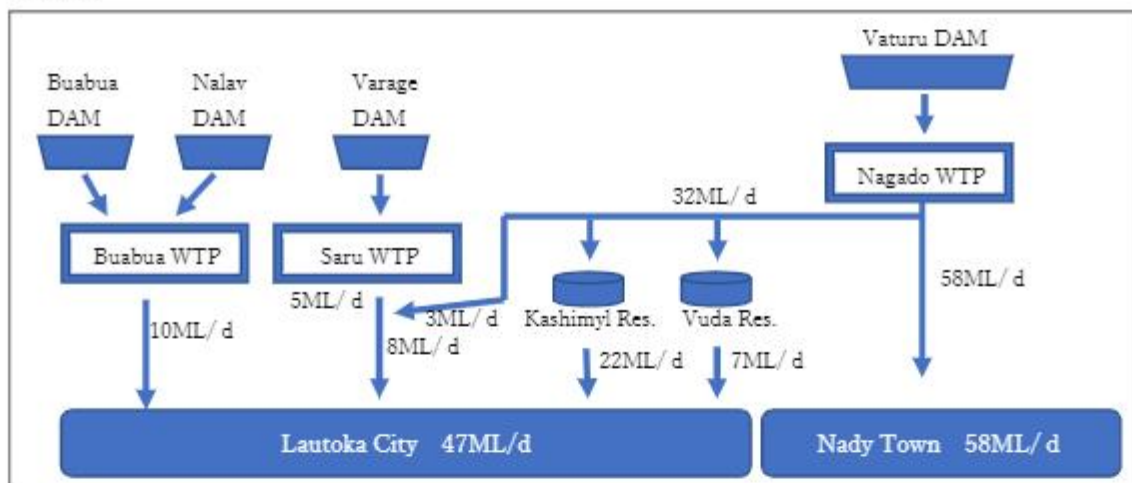 Vaturu DAM
Buabua
DAM
Nalav
DAM
Varage
DAM
Nagado WTP
32ML/ d
Buabua WTP
Saru WTP
58ML/ d
5ML/ d
3ML/ d
Kashimyl Res.
Vuda Res.
10ML/ d
8ML/ d
22ML/ d
7ML/ d
Lautoka City 47ML/d
Nady Town 58ML/ d